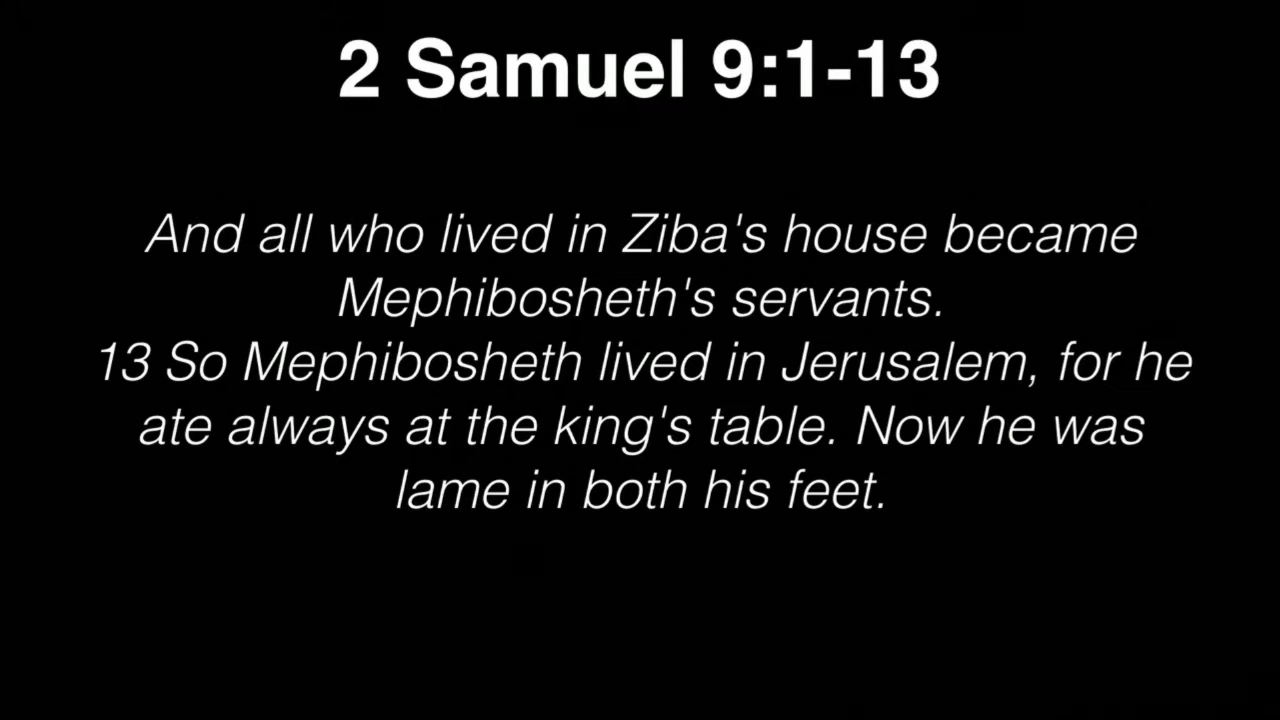 2 Samuel 9:1-13
And all who lived in Ziba's house became
Mephibosheth's servants.
13 So Mephibosheth lived in Jerusalem, for he
ate always at the king's table. Now he was
lame in both his feet.